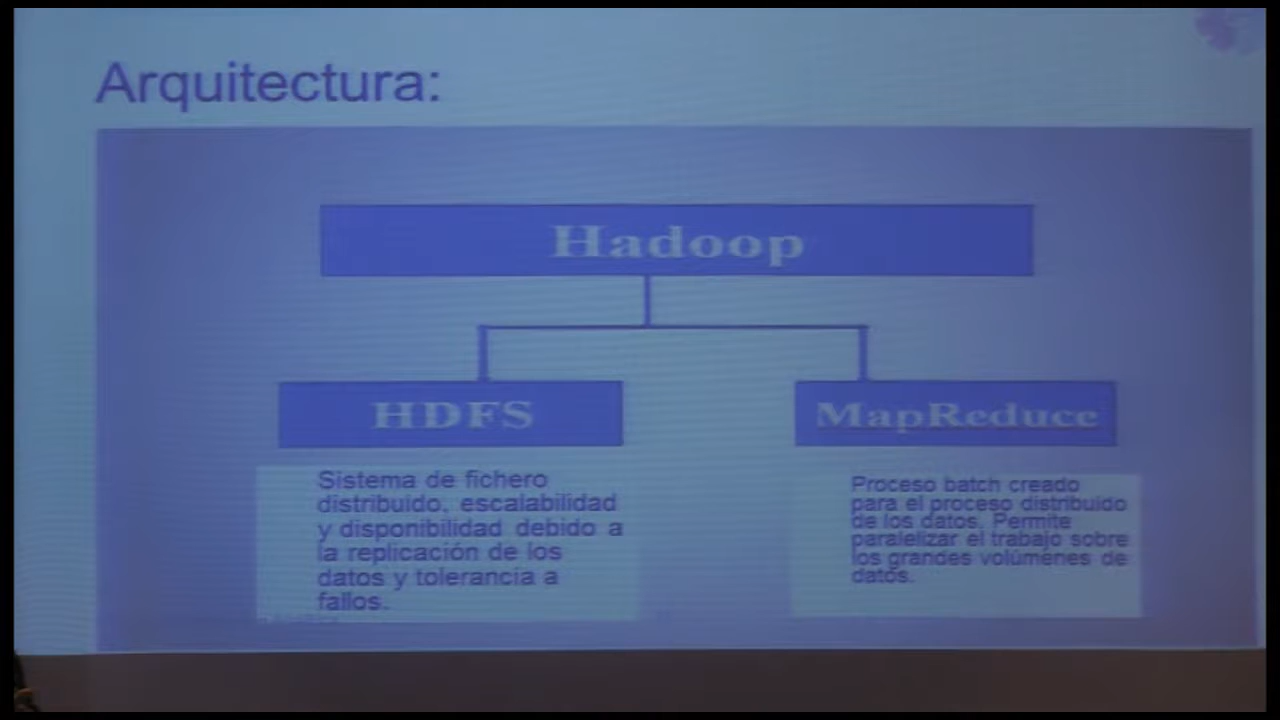 Arquitectura:
Hadoop
HDFS
MapReduce
Sistema de fichero
distribuido, escalabilidad
y disponibilidad debido a
la replicación de los
datos y tolerancia a
fallos.
Proceso batch creado
para el proceso distribuido
de los datos. Permite
paralelizar el trabajo sobre
los grandes volúmenes de
datos.